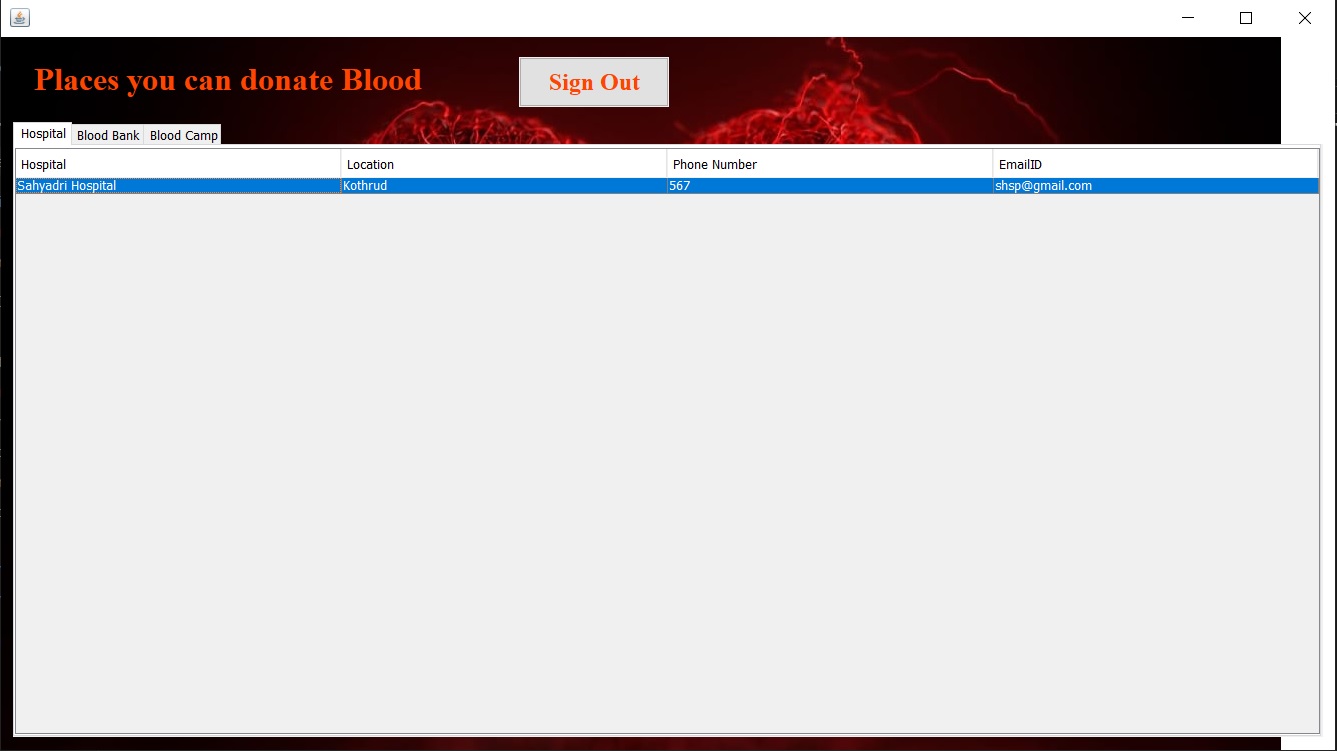 Places you can donate Blood
Sign Out
Hospital Blood Bank Blood Camp
Hospital Location Phone Number EmailID
Sahyadri Hospital Kothrud 567 shsp@gmail.com